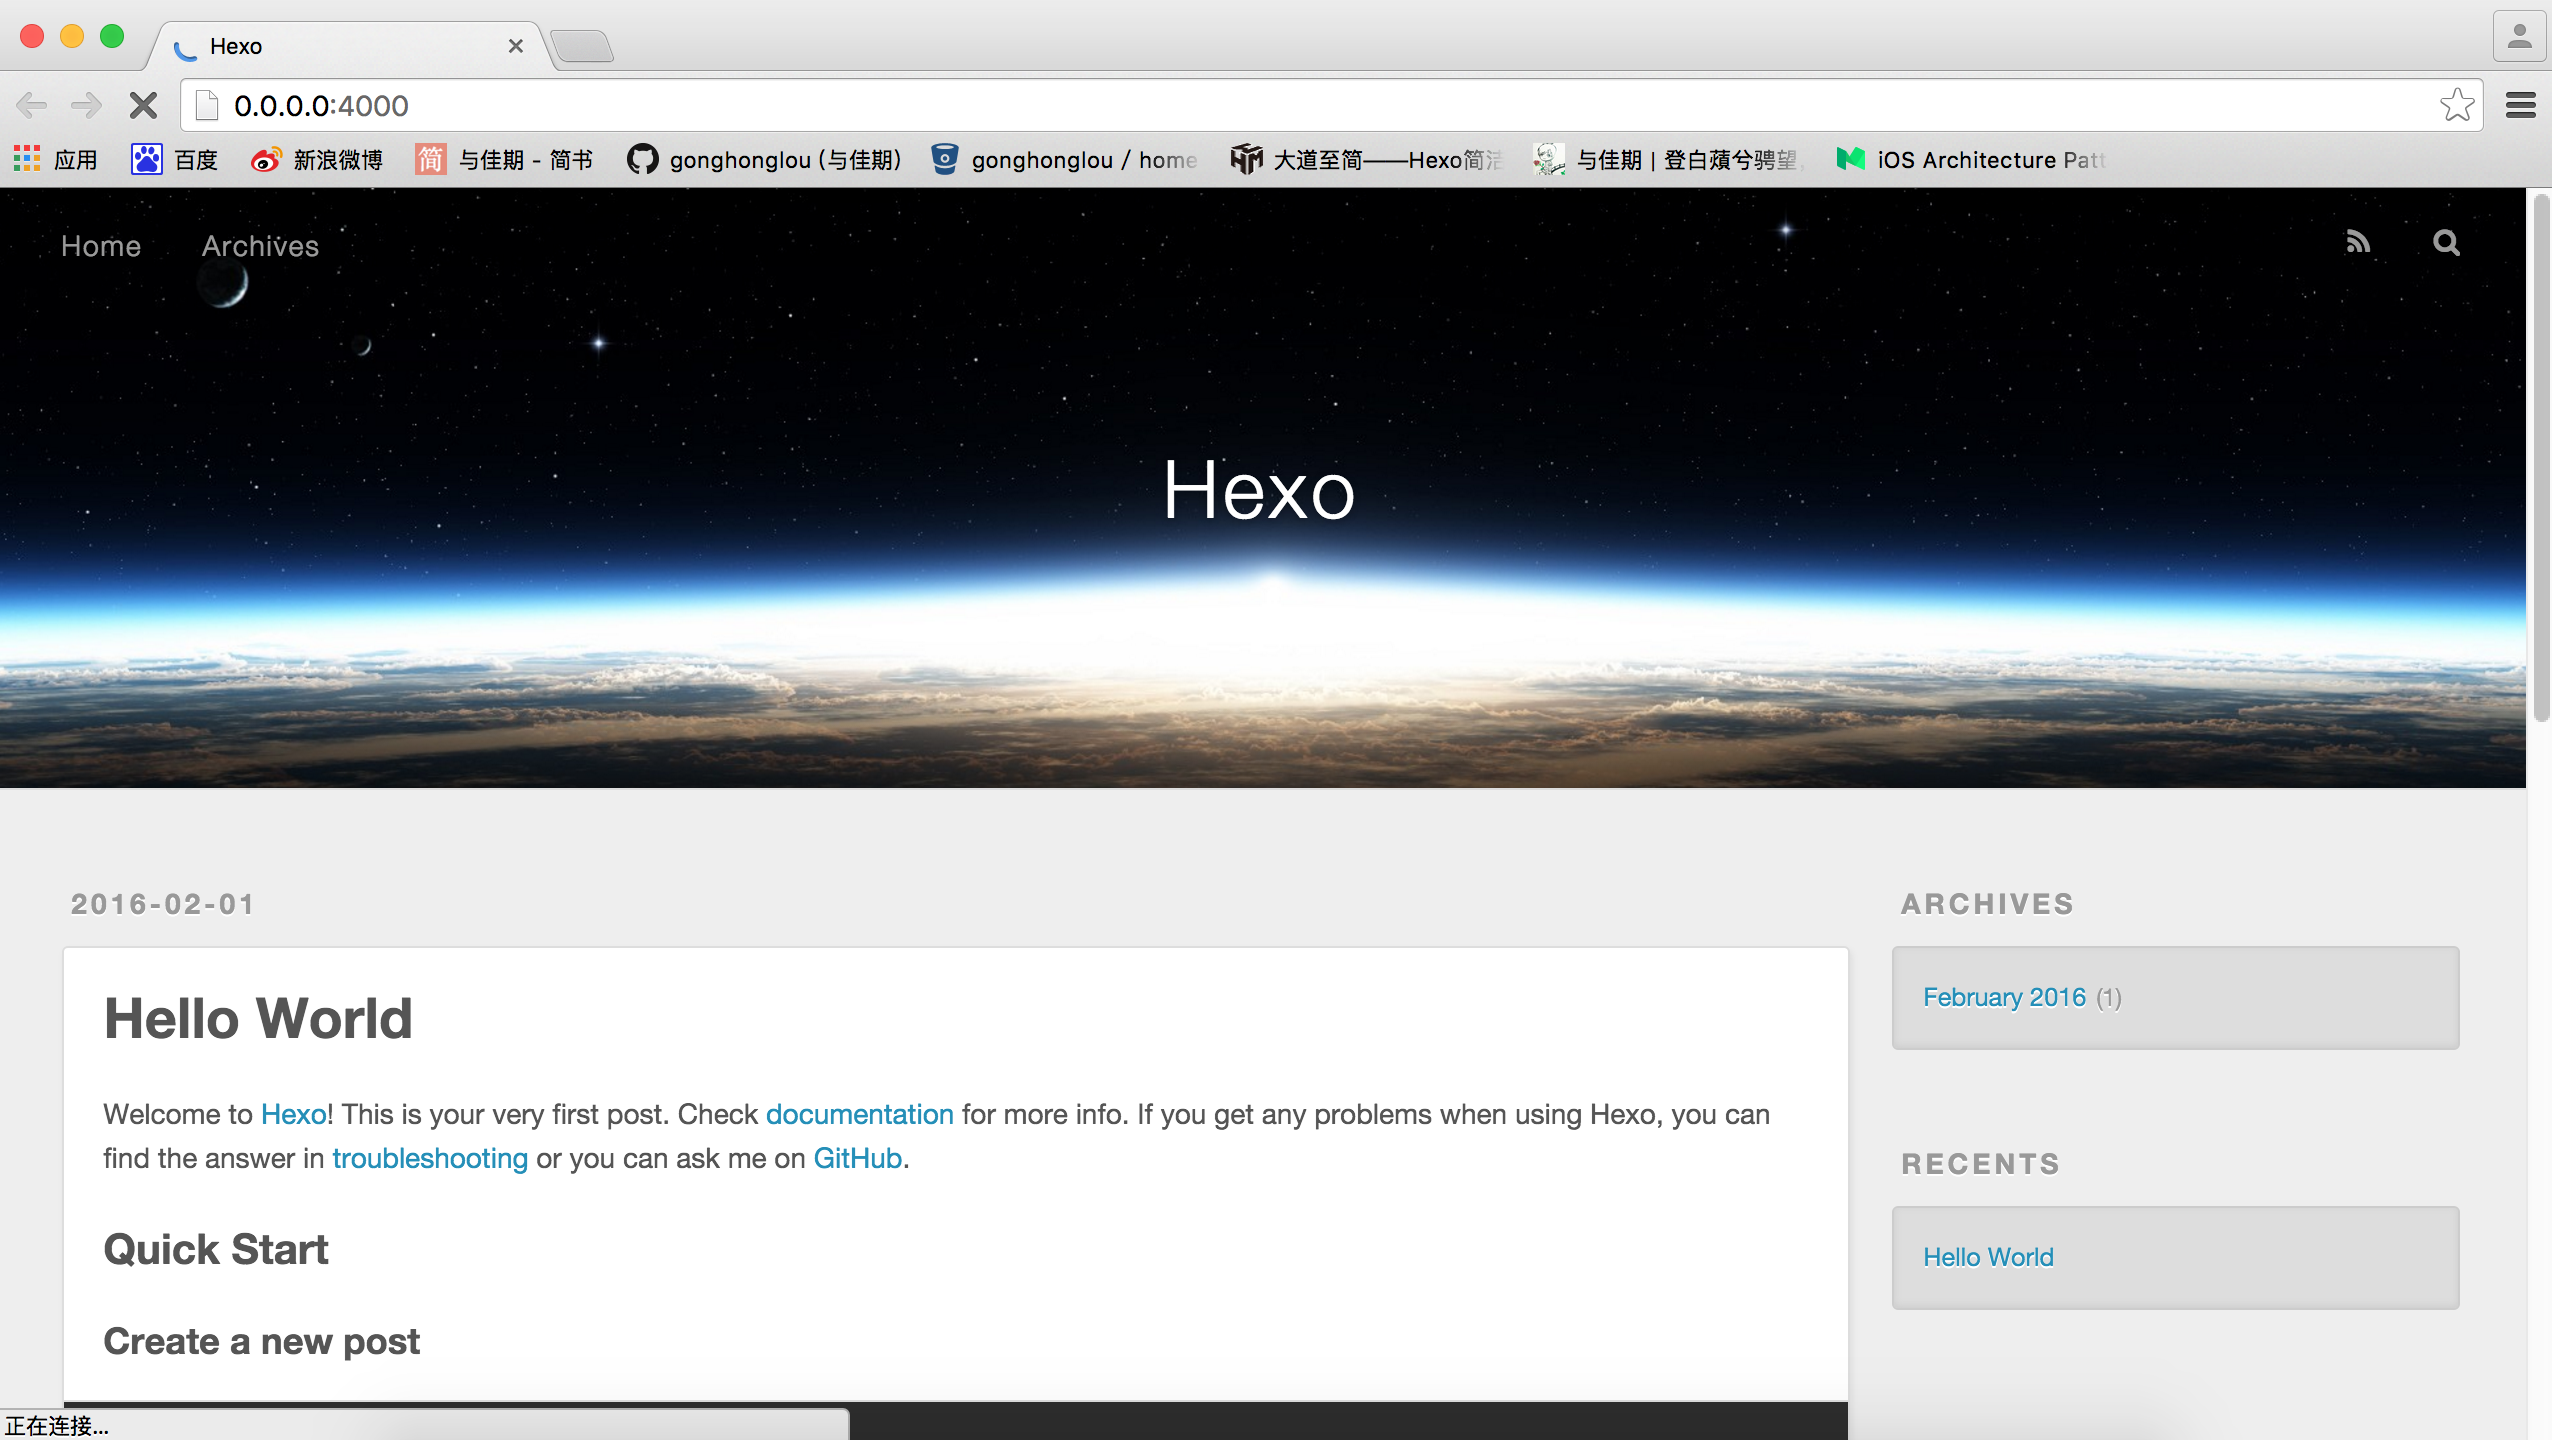 Hexo
0.0.0.0:4000
应用 百度 新浪微博 简 与佳期 - 简书 gonghonglou (与佳期) gonghonglou / home 大道至简——Hexo简洁 与佳期 | 登白薠兮骋望, iOS Architecture Patt
Home Archives
Hexo
2016-02-01
Hello World
Welcome to Hexo! This is your very first post. Check documentation for more info. If you get any problems when using Hexo, you can
find the answer in troubleshooting or you can ask me on GitHub.
Quick Start
Create a new post
ARCHIVES
February 2016 (1)
RECENTS
Hello World
正在连接...